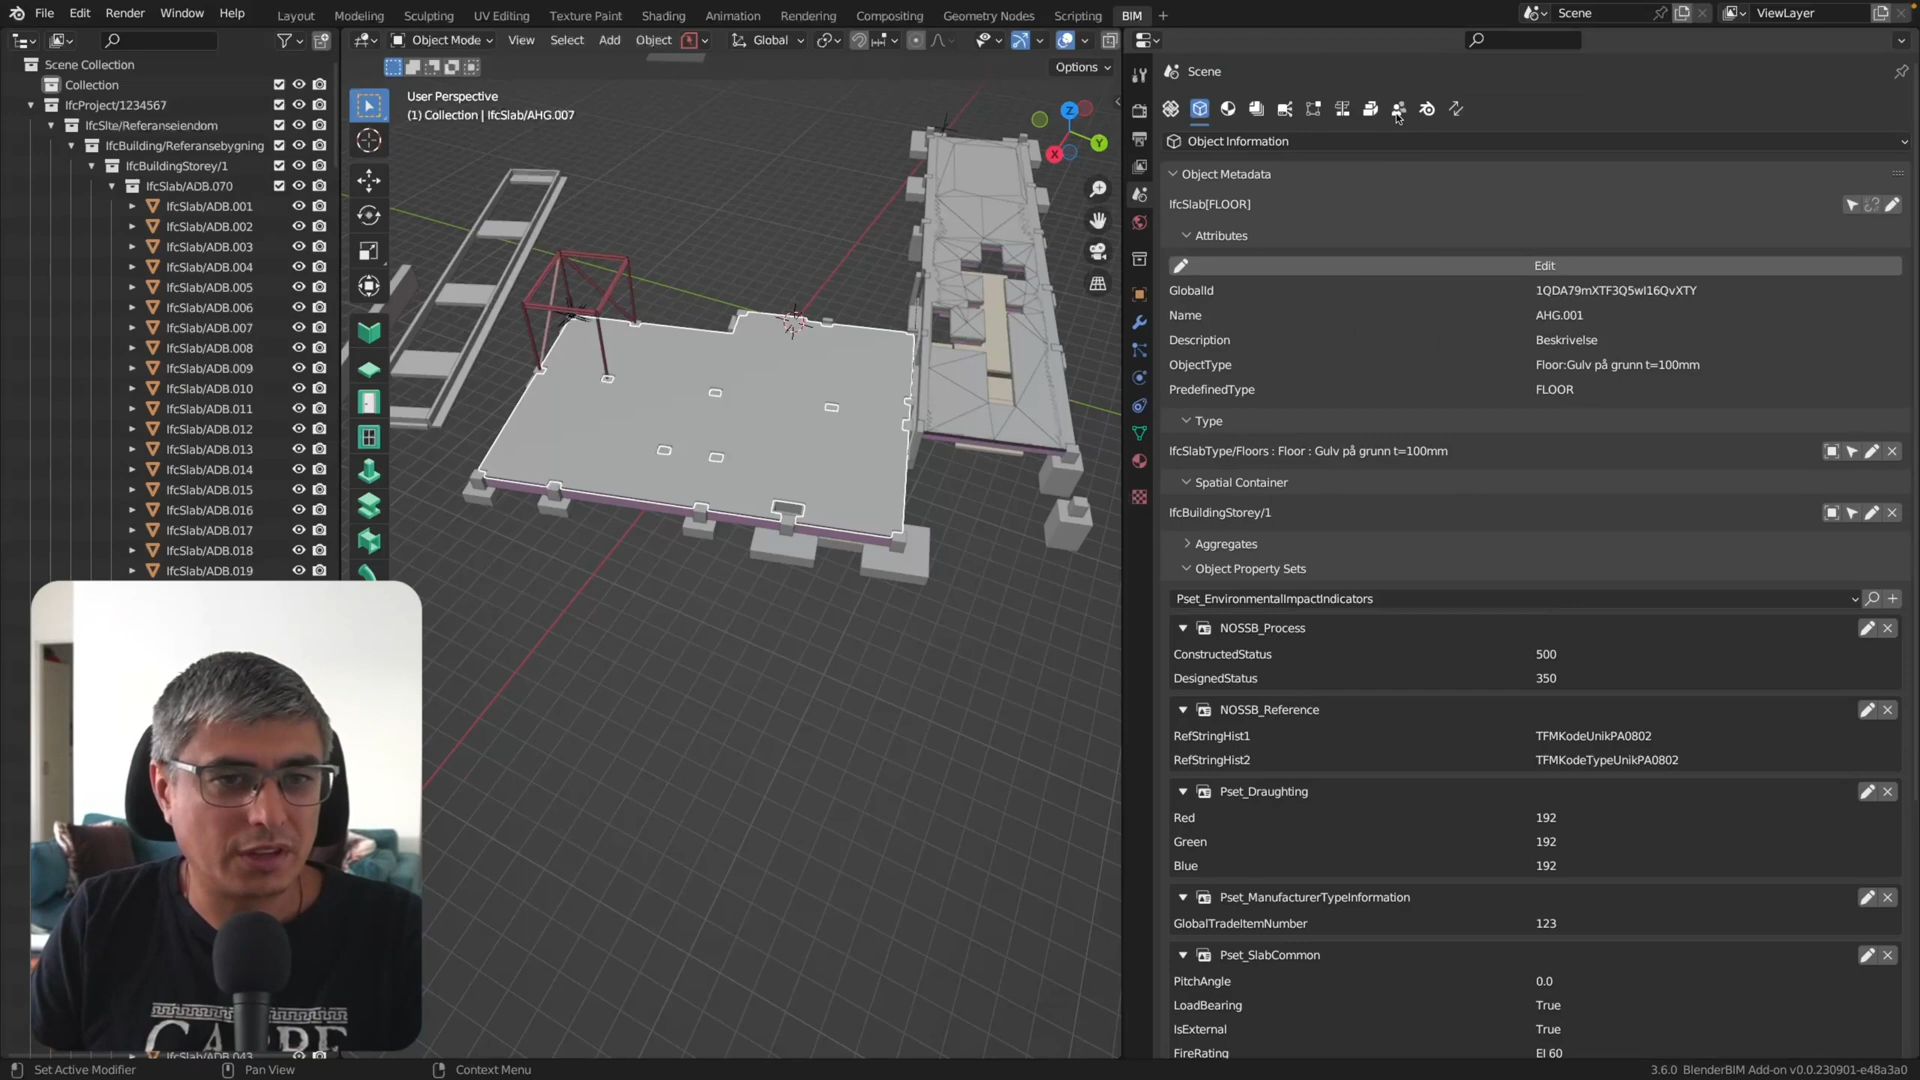 File Edit Render Window Help Layout Modeling Sculpting UV Editing Texture Paint Shading Animation Rendering Compositing Geometry Nodes Scripting BIM Scene ViewLayer
Object Mode View Select Add Object Global
Options
Scene Collection
Collection
IfcProject/1234567
IfcSIte/Referanseiendom
IfcBuilding/Referansebygning
IfcBuildingStorey/1
IfcSlab/ADB.070
IfcSlab/ADB.001
IfcSlab/ADB.002
IfcSlab/ADB.003
IfcSlab/ADB.004
IfcSlab/ADB.005
IfcSlab/ADB.006
IfcSlab/ADB.007
IfcSlab/ADB.008
IfcSlab/ADB.009
IfcSlab/ADB.010
IfcSlab/ADB.011
IfcSlab/ADB.012
IfcSlab/ADB.013
IfcSlab/ADB.014
IfcSlab/ADB.015
IfcSlab/ADB.016
IfcSlab/ADB.017
IfcSlab/ADB.018
IfcSlab/ADB.019
IfcSlab/ADB.043
User Perspective
(1) Collection | IfcSlab/AHG.007
Z
Y
X
Scene
Object Information
Object Metadata
IfcSlab[FLOOR]
Attributes
Edit
GlobalId 1QDA79mXTF3Q5wI16QvXTY
Name AHG.001
Description Beskrivelse
ObjectType Floor:Gulv på grunn t=100mm
PredefinedType FLOOR
Type
IfcSlabType/Floors : Floor : Gulv på grunn t=100mm
Spatial Container
IfcBuildingStorey/1
Aggregates
Object Property Sets
Pset_EnvironmentalImpactIndicators
NOSSB_Process
ConstructedStatus 500
DesignedStatus 350
NOSSB_Reference
RefStringHist1 TFMKodeUnikPA0802
RefStringHist2 TFMKodeTypeUnikPA0802
Pset_Draughting
Red 192
Green 192
Blue 192
Pset_ManufacturerTypeInformation
GlobalTradeItemNumber 123
Pset_SlabCommon
PitchAngle 0.0
LoadBearing True
IsExternal True
FireRating EI 60
Set Active Modifier Pan View Context Menu 3.6.0 BlenderBIM Add-on v0.0.230901-e48a3a0